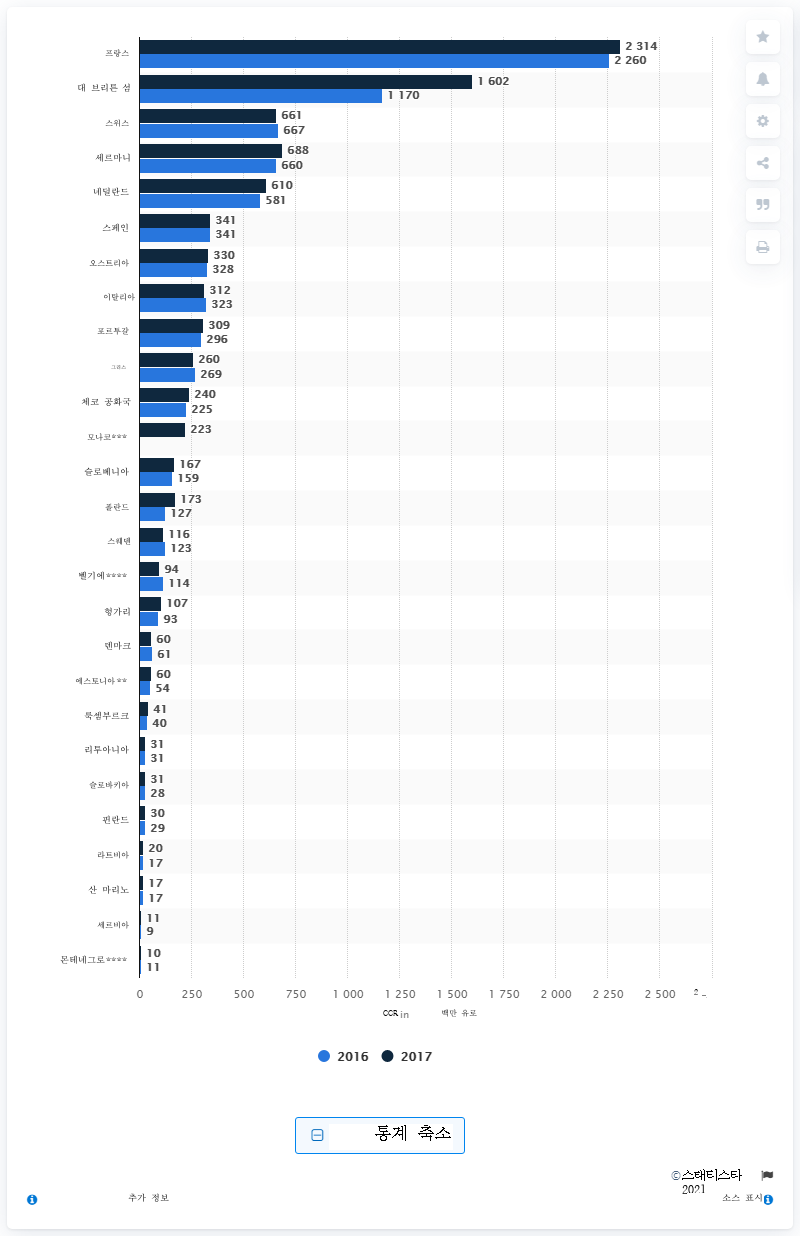 프랑스
2 314
2 260
대 브리튼 섬
1 602
1 170
스위스
661
667
세르마니
688
660
네덜란드
610
581
스페인
341
341
오스트리아
330
328
이탈리아
312
323
포르투갈
309
296
260
269
체코 공화국
240
225
모나코***
223
슬로베니아
167
159
폴란드
173
127
스웨덴
116
123
벨기에****
94
114
헝가리
107
93
덴마크
60
61
에스토니아**
60
54
룩셈부르크
41
40
리투아니아
31
31
슬로바키아
31
28
핀란드
30
29
라트비아
20
17
산 마리노
17
17
세르비아
11
9
몬테네그로****
10
11
0 250 500 750 1 000 1 250 1 500 1 750 2 000 2 250 2 500
CCR in 백만 유로
2016 2017
통계 축소
©스태티스타
2021
추가 정보 소스 표시